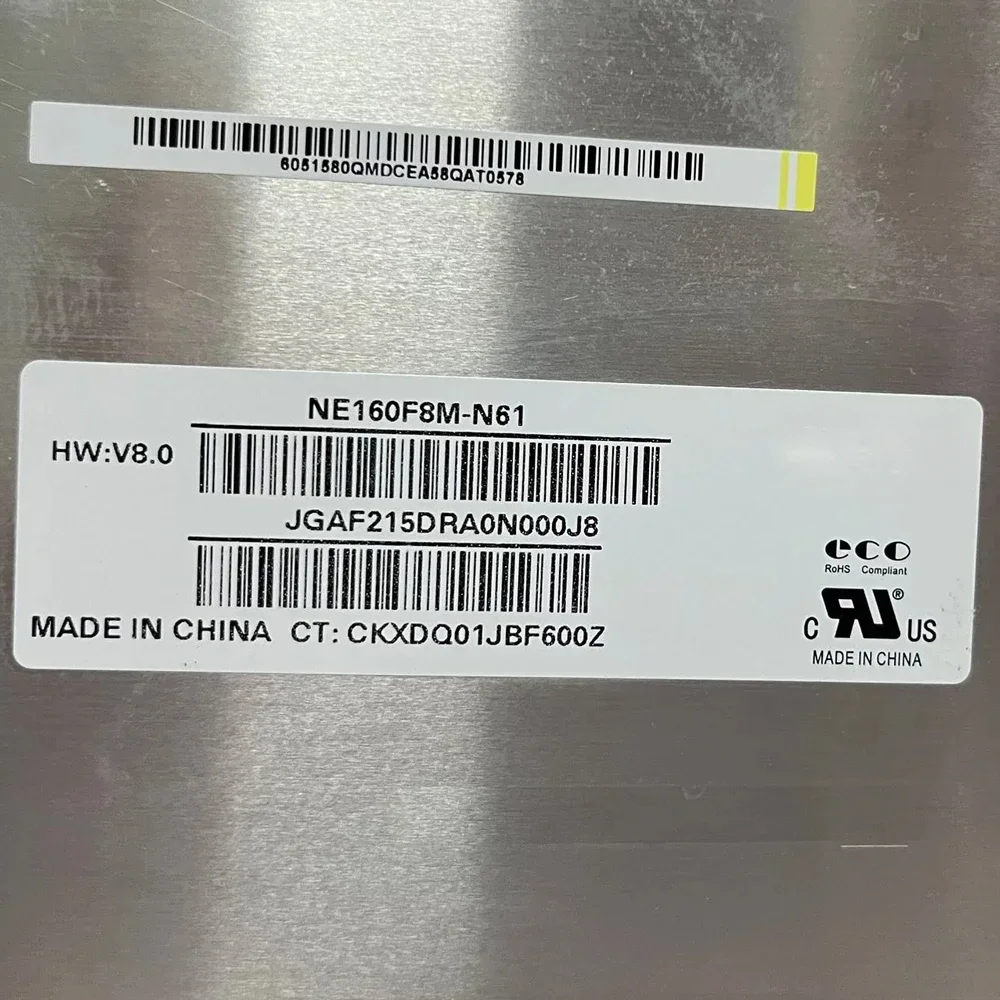 6051580QMDCEA58QAT0578
NE160F8M-N61
HW:V8.0
JGAF215DRA0N000J8
MADE IN CHINA CT: CKXDQ01JBF600Z
eco
RoHS Compliant
C RU® US
MADE IN CHINA